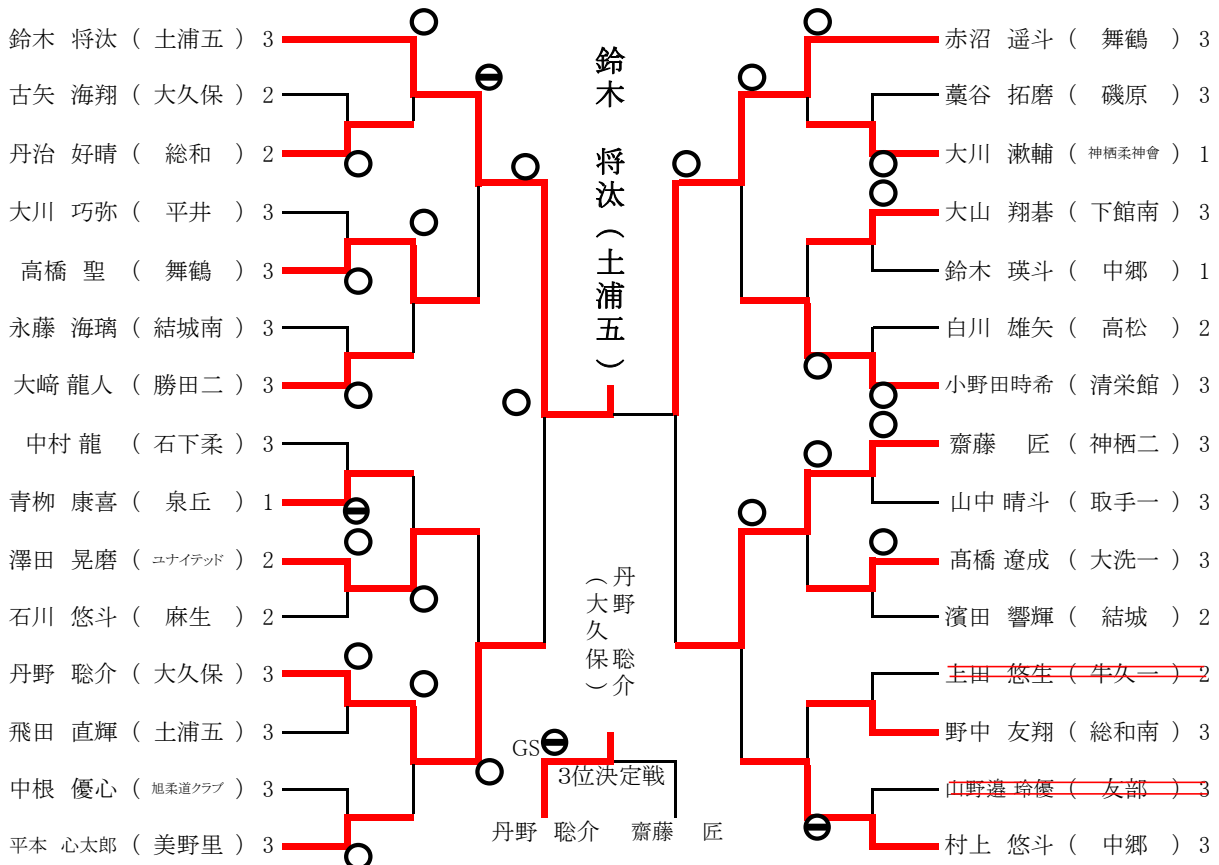 鈴木 将汰 ( 土浦五 ) 3
古矢 海翔 ( 大久保 ) 2
丹治 好晴 ( 総和 ) 2
大川 巧弥 ( 平井 ) 3
高橋 聖 ( 舞鶴 ) 3
永藤 海璃 ( 結城南 ) 3
大﨑 龍人 ( 勝田二 ) 3
中村 龍 ( 石下柔 ) 3
青栁 康喜 ( 泉丘 ) 1
澤田 晃磨 ( ユナイテッド ) 2
石川 悠斗 ( 麻生 ) 2
丹野 聡介 ( 大久保 ) 3
飛田 直輝 ( 土浦五 ) 3
中根 優心 ( 旭柔道クラブ ) 3
平本 心太郎 ( 美野里 ) 3
鈴木 将汰(土浦五)
丹野 聡介
(大久保)
GS
3位決定戦
丹野 聡介 齋藤 匠
赤沼 遥斗 ( 舞鶴 ) 3
藁谷 拓磨 ( 磯原 ) 3
大川 漱輔 ( 神栖柔神會 ) 1
大山 翔碁 ( 下館南 ) 3
鈴木 瑛斗 ( 中郷 ) 1
白川 雄矢 ( 高松 ) 2
小野田時希 ( 清栄館 ) 3
齋藤 匠 ( 神栖二 ) 3
山中 晴斗 ( 取手一 ) 3
髙橋 遼成 ( 大洗一 ) 3
濱田 響輝 ( 結城 ) 2
上田 悠生 ( 牛久一 ) 2
野中 友翔 ( 総和南 ) 3
山野邉 玲優 ( 友部 ) 3
村上 悠斗 ( 中郷 ) 3